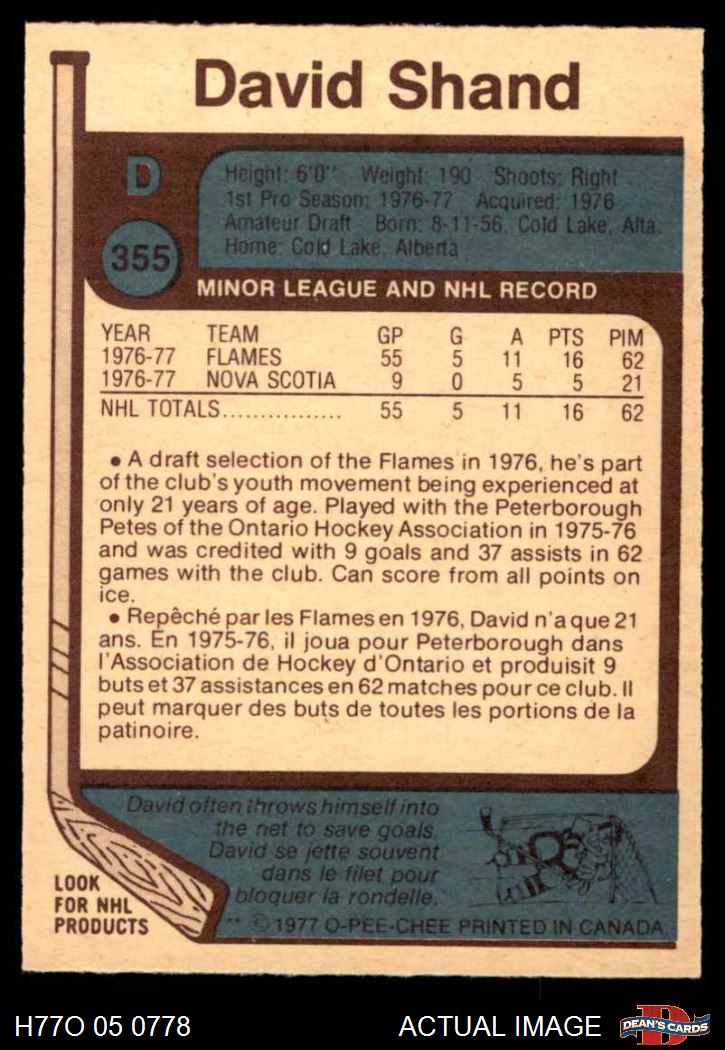 David Shand
D
Height: 6'0" Weight: 190 Shoots: Right
1st Pro Season: 1976-77 Acquired: 1976
Amateur Draft Born: 8-11-56, Cold Lake, Alta.
Home: Cold Lake, Alberta
355
MINOR LEAGUE AND NHL RECORD
YEAR TEAM GP G A PTS PIM
1976-77 FLAMES 55 5 11 16 62
1976-77 NOVA SCOTIA 9 0 5 5 21
NHL TOTALS................ 55 5 11 16 62
• A draft selection of the Flames in 1976, he's part
of the club's youth movement being experienced at
only 21 years of age. Played with the Peterborough
Petes of the Ontario Hockey Association in 1975-76
and was credited with 9 goals and 37 assists in 62
games with the club. Can score from all points on
ice.
• Repêché par les Flames en 1976, David n'a que 21
ans. En 1975-76, il joua pour Peterborough dans
l'Association de Hockey d'Ontario et produisit 9
buts et 37 assistances en 62 matches pour ce club. Il
peut marquer des buts de toutes les portions de la
patinoire.
David often throws himself into
the net to save goals.
David se jette souvent
dans le filet pour
bloquer la rondelle.
LOOK
FOR NHL
PRODUCTS
** © 1977 O-PEE-CHEE PRINTED IN CANADA
H77O 05 0778
ACTUAL IMAGE
D
DEAN'S CARDS